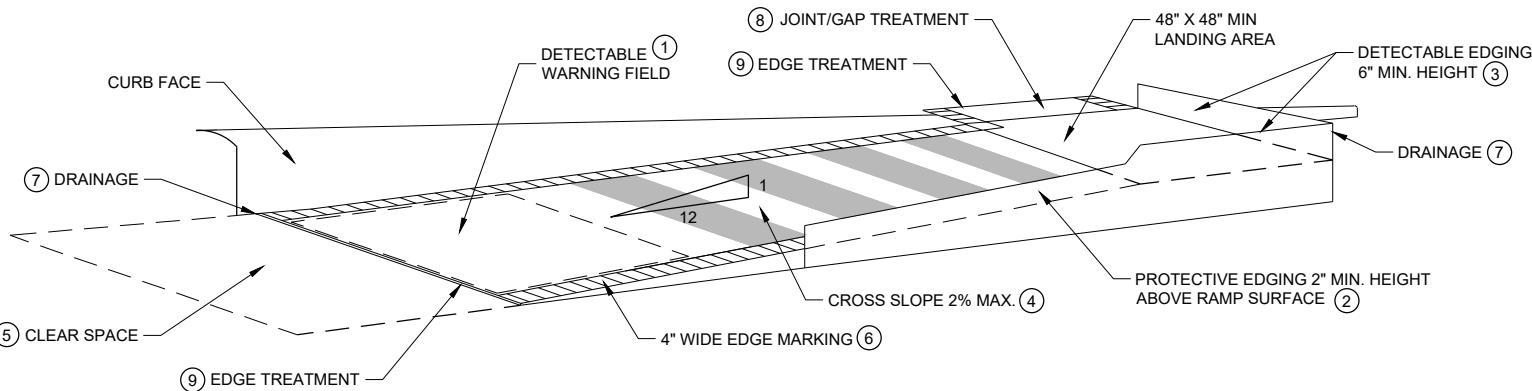 ⑧ JOINT/GAP TREATMENT
48" X 48" MIN
LANDING AREA
DETECTABLE ①
WARNING FIELD
⑨ EDGE TREATMENT
DETECTABLE EDGING
6" MIN. HEIGHT ③
CURB FACE
DRAINAGE ⑦
⑦ DRAINAGE
1
12
PROTECTIVE EDGING 2" MIN. HEIGHT
ABOVE RAMP SURFACE ②
CROSS SLOPE 2% MAX. ④
⑤ CLEAR SPACE
4" WIDE EDGE MARKING ⑥
⑨ EDGE TREATMENT